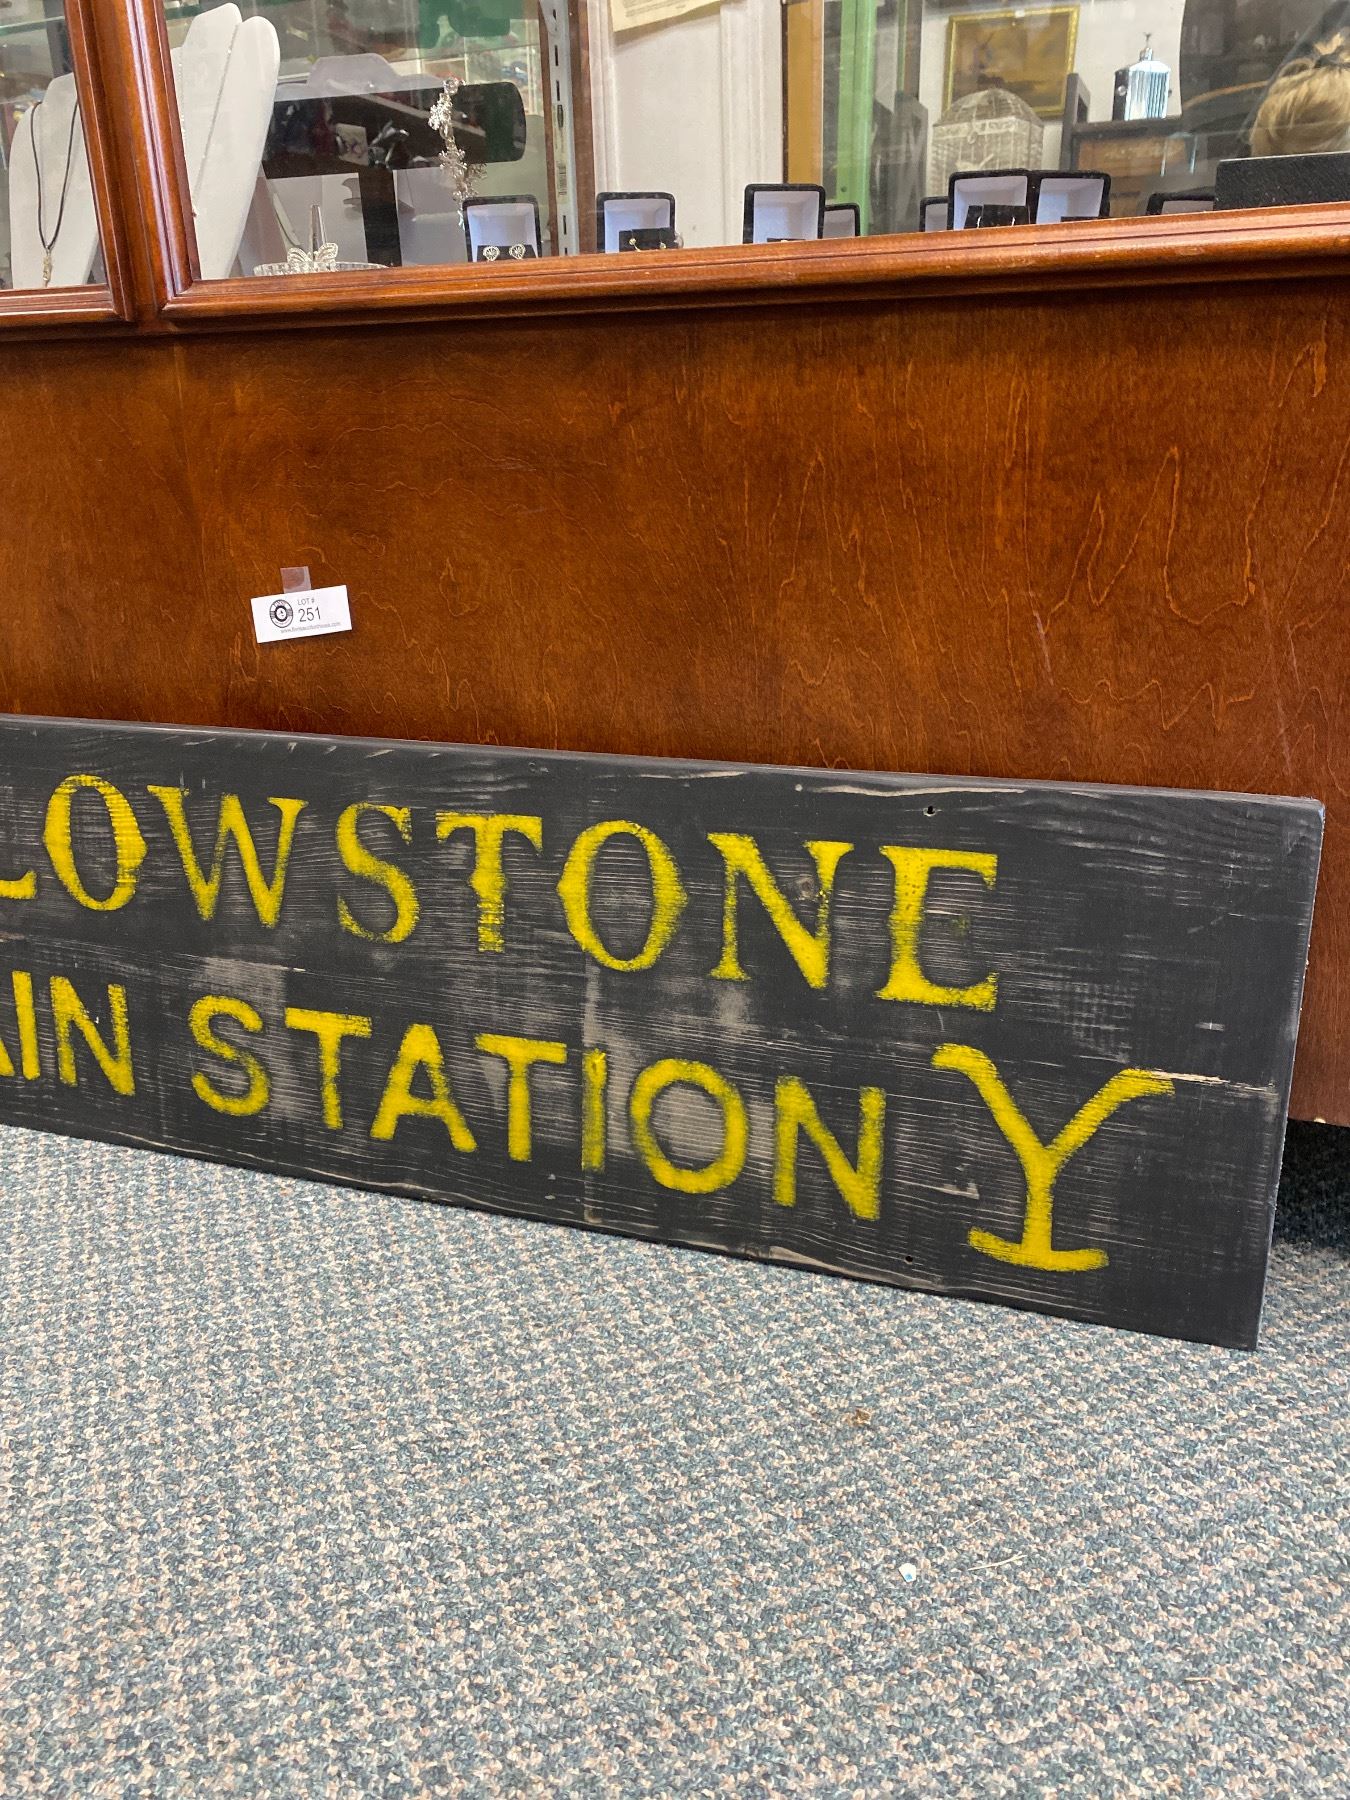 LOT #
251
LOWSTONE
AIN STATION Y